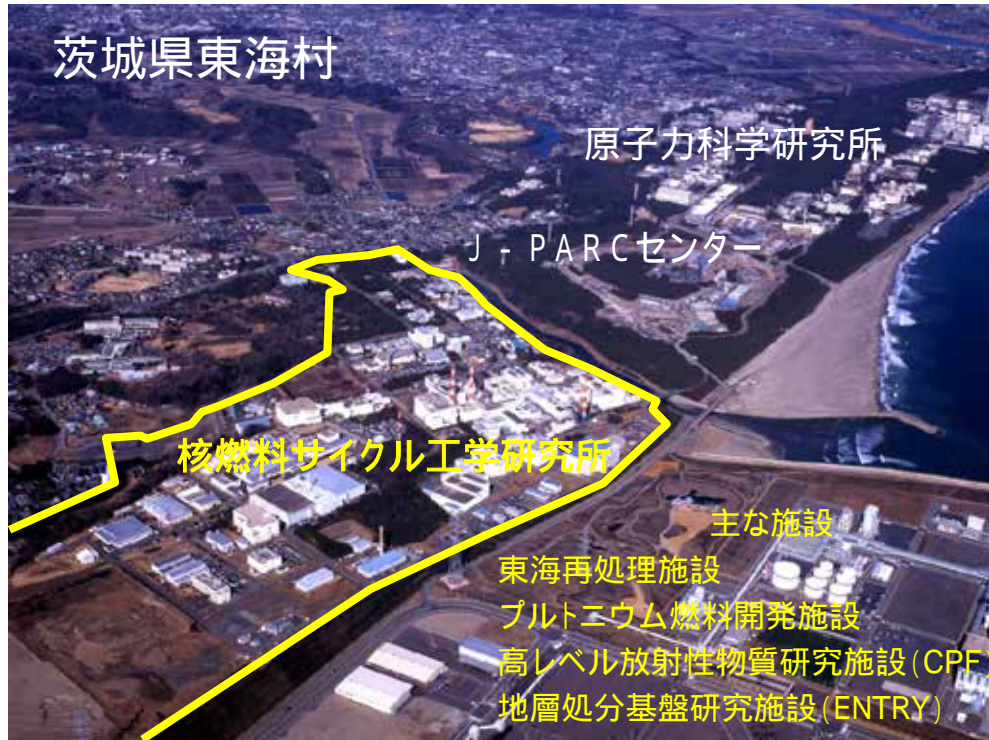 茨城県東海村
原子力科学研究所
J - PARCセンター
核燃料サイクル工学研究所
主な施設
東海再処理施設
プルトニウム燃料開発施設
高レベル放射性物質研究施設(CPF)
地層処分基盤研究施設(ENTRY)